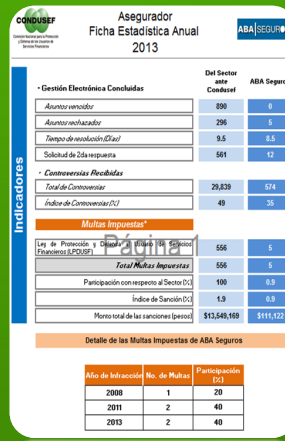 CONDUSEF
Comisión Nacional para la Protección
y Defensa de los Usuarios de
Servicios Financieros
Asegurador
Ficha Estadística Anual
2013
ABA SEGUROS
Indicadores
Del Sector ante Condusef
ABA Seguro
· Gestión Electrónica Concluidas
Asuntos vencidos 890 0
Asuntos rechazados 296 5
Tiempo de resolución (Días) 9.5 8.5
Solicitud de 2da respuesta 561 12
· Controversias Recibidas
Total de Controversias 29,839 574
Índice de Controversias (%) 49 35
Multas Impuestas*
Ley de Protección y Defensa al Usuario de Servicios Financieros (LPDUSF) 556 5
Total Multas Impuestas 556 5
Participación con respecto al Sector (%) 100 0.9
Índice de Sanción (%) 1.9 0.9
Monto total de las sanciones (pesos) $13,549,169 $111,122
Página 1
Detalle de las Multas Impuestas de ABA Seguros
Año de Infracción No. de Multas Participación (%)
2008 1 20
2011 2 40
2013 2 40